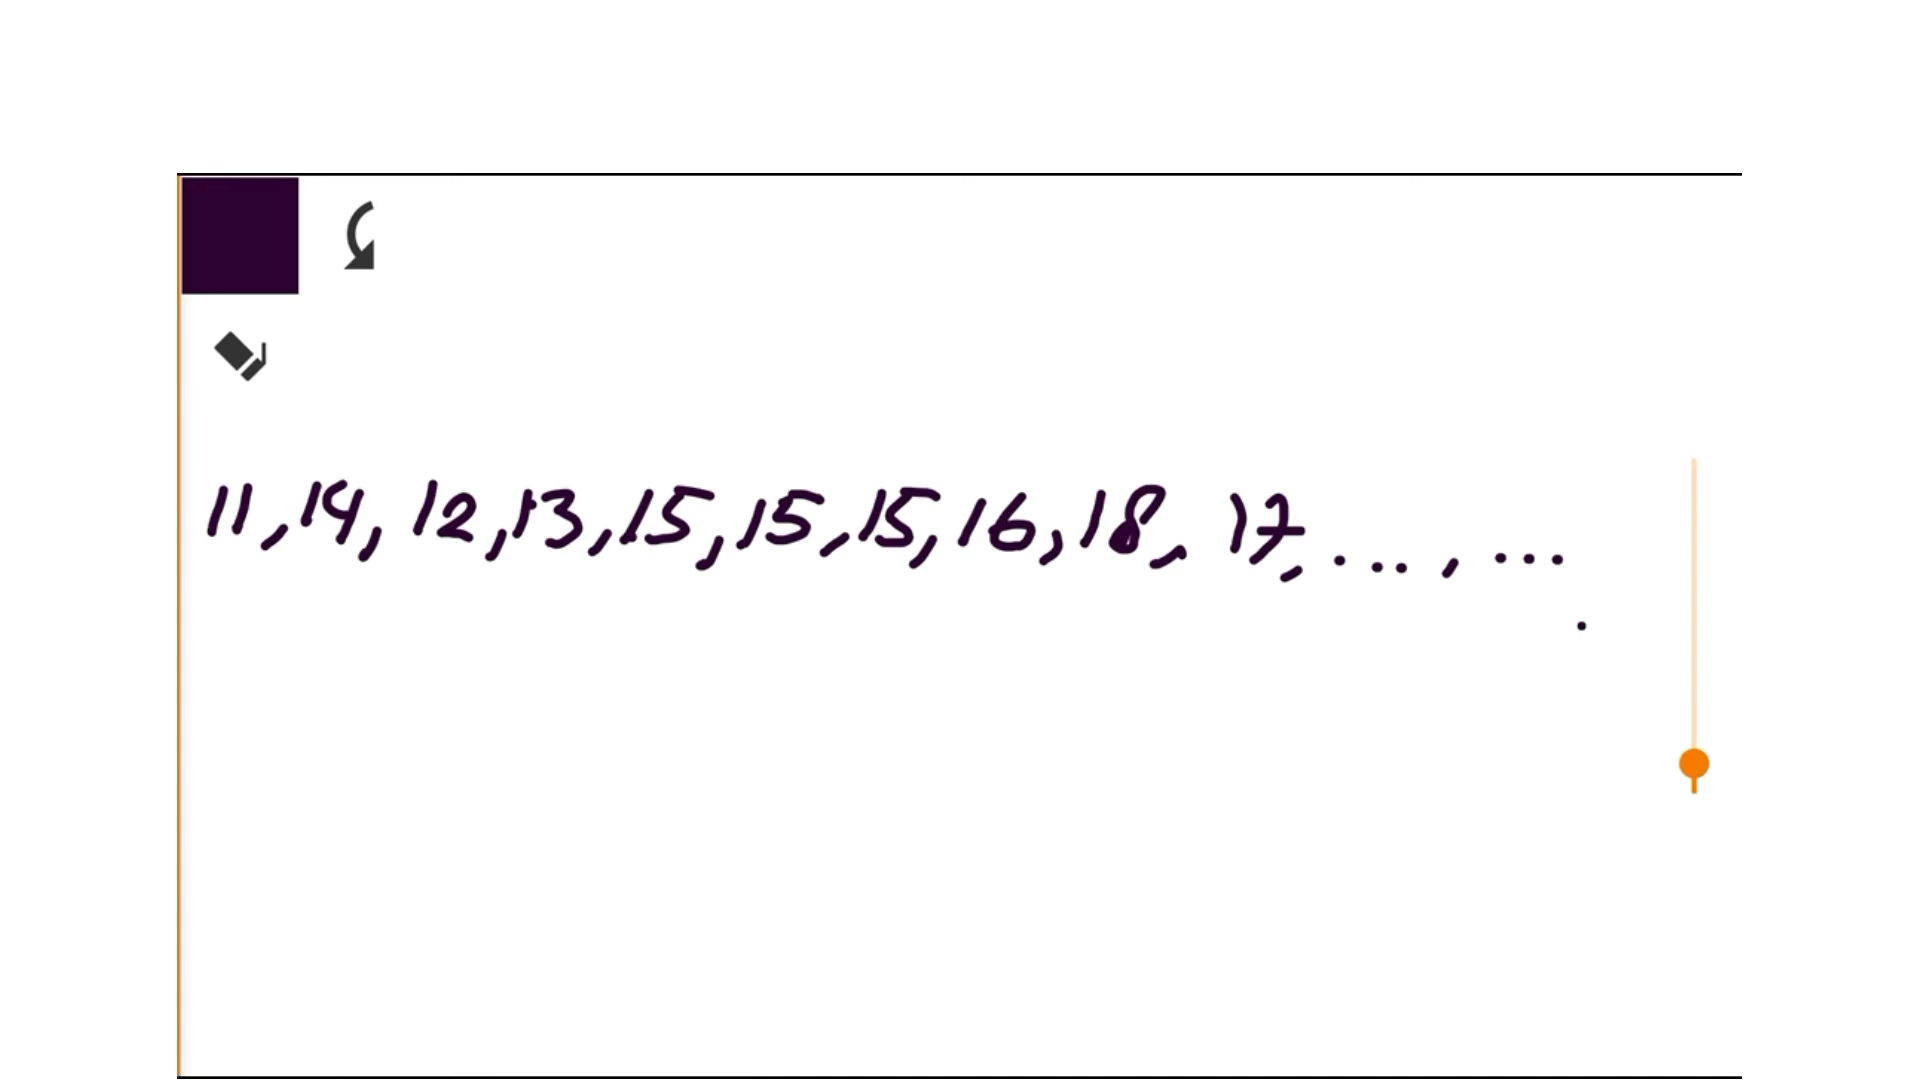 11, 14, 12, 13, 15, 15, 15, 16, 18, 17, ..., ... .